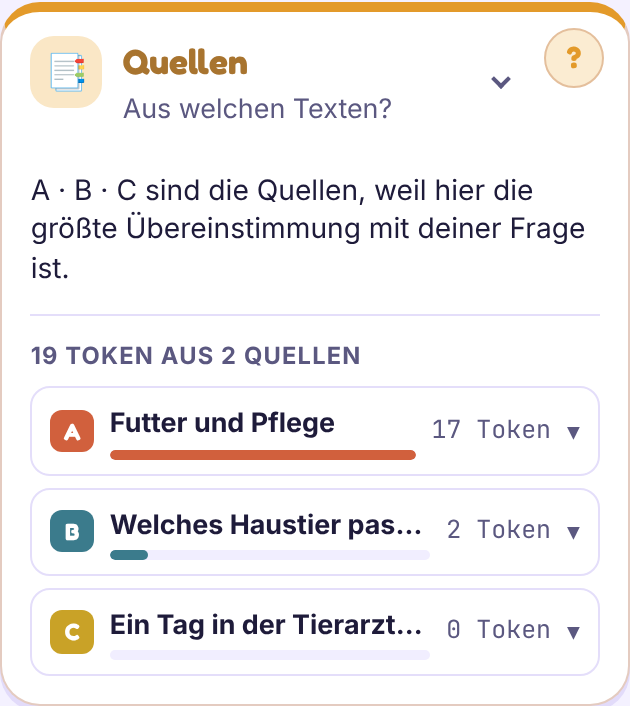 Quellen
?
Aus welchen Texten?
A · B · C sind die Quellen, weil hier die
größte Übereinstimmung mit deiner Frage
ist.
19 TOKEN AUS 2 QUELLEN
A Futter und Pflege 17 Token ▼
B Welches Haustier pas... 2 Token ▼
C Ein Tag in der Tierarzt... 0 Token ▼